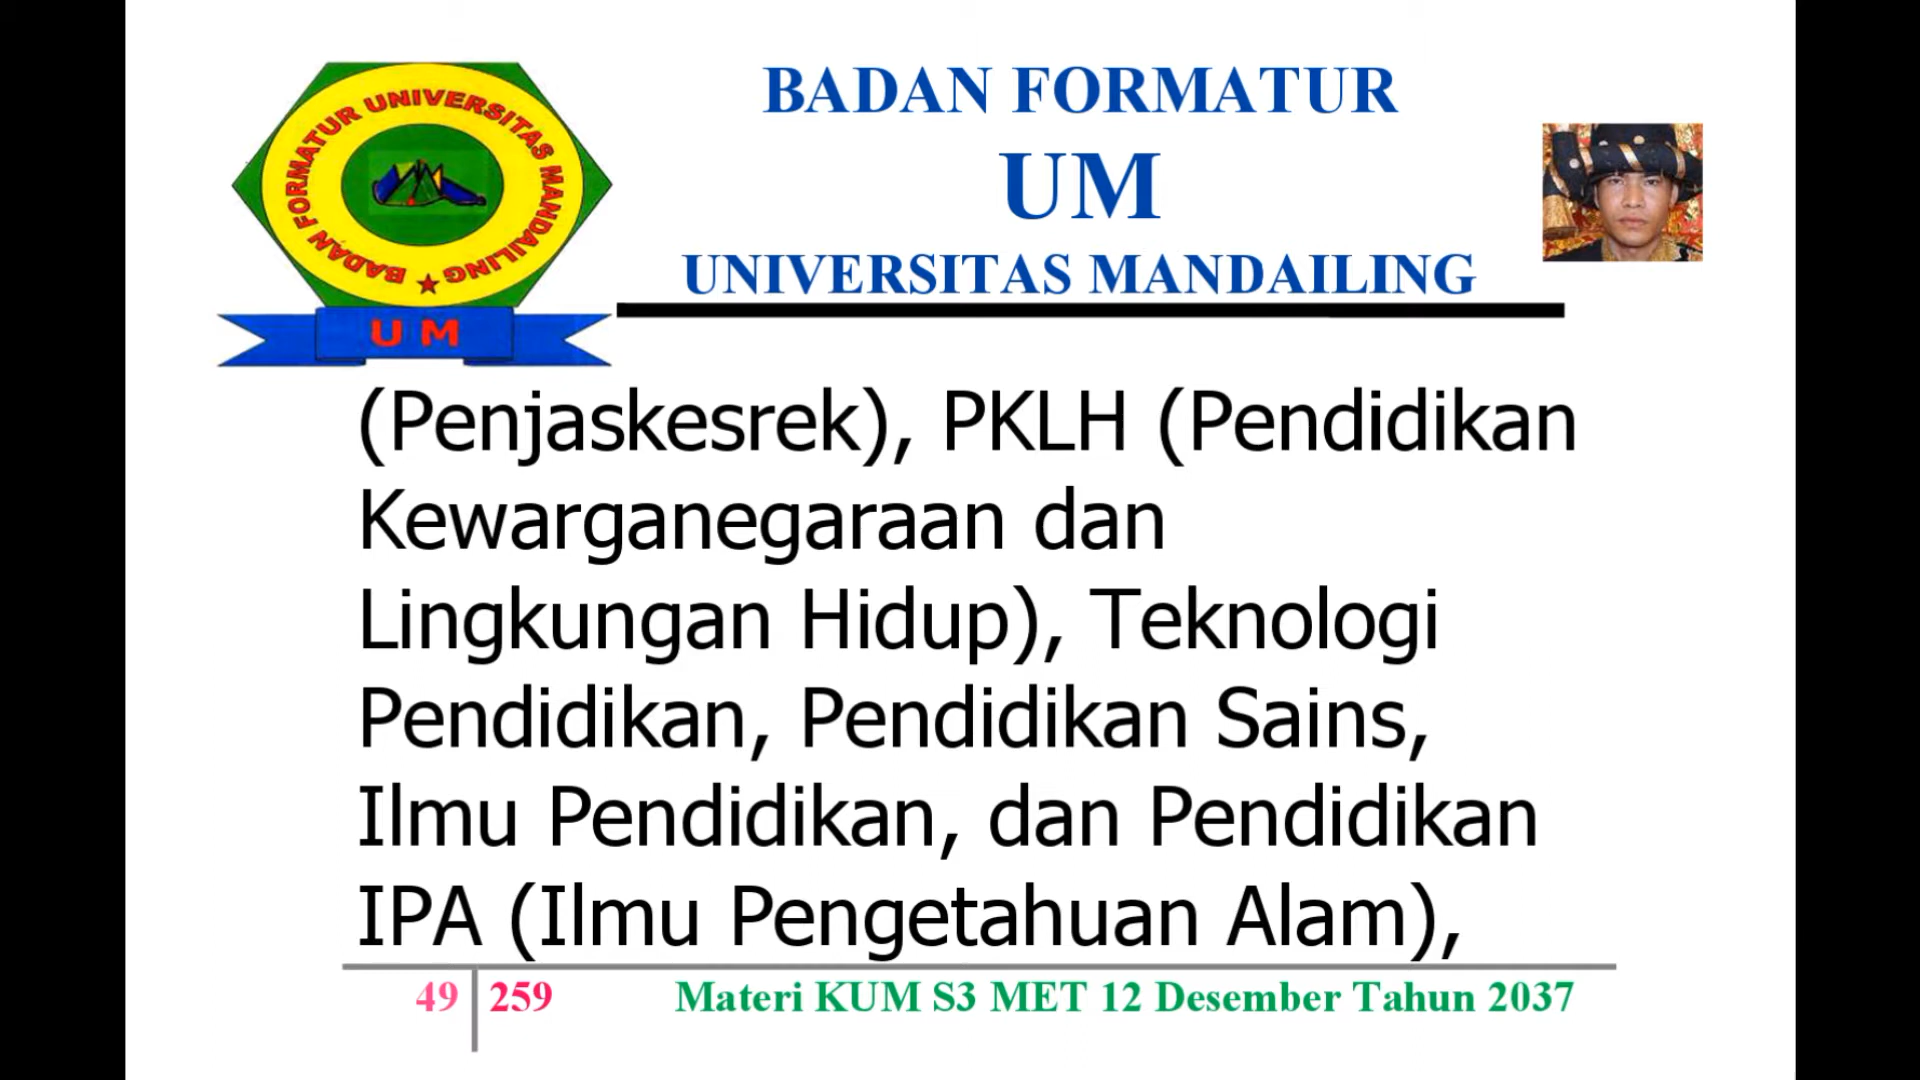 BADAN FORMATUR UNIVERSITAS MANDAILING
U M
BADAN FORMATUR
UM
UNIVERSITAS MANDAILING
(Penjaskesrek), PKLH (Pendidikan
Kewarganegaraan dan
Lingkungan Hidup), Teknologi
Pendidikan, Pendidikan Sains,
Ilmu Pendidikan, dan Pendidikan
IPA (Ilmu Pengetahuan Alam),
49 259 Materi KUM S3 MET 12 Desember Tahun 2037